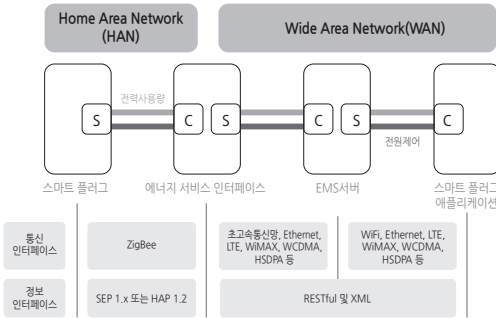 Home Area Network
(HAN)
Wide Area Network(WAN)
전력사용량
S
C
S
C
S
C
전원제어
스마트 플러그
에너지 서비스 인터페이스
EMS서버
스마트 플러그
애플리케이션
통신
인터페이스
ZigBee
초고속통신망, Ethernet,
LTE, WiMAX, WCDMA,
HSDPA 등
WiFi, Ethernet, LTE,
WiMAX, WCDMA,
HSDPA 등
정보
인터페이스
SEP 1.x 또는 HAP 1.2
RESTful 및 XML